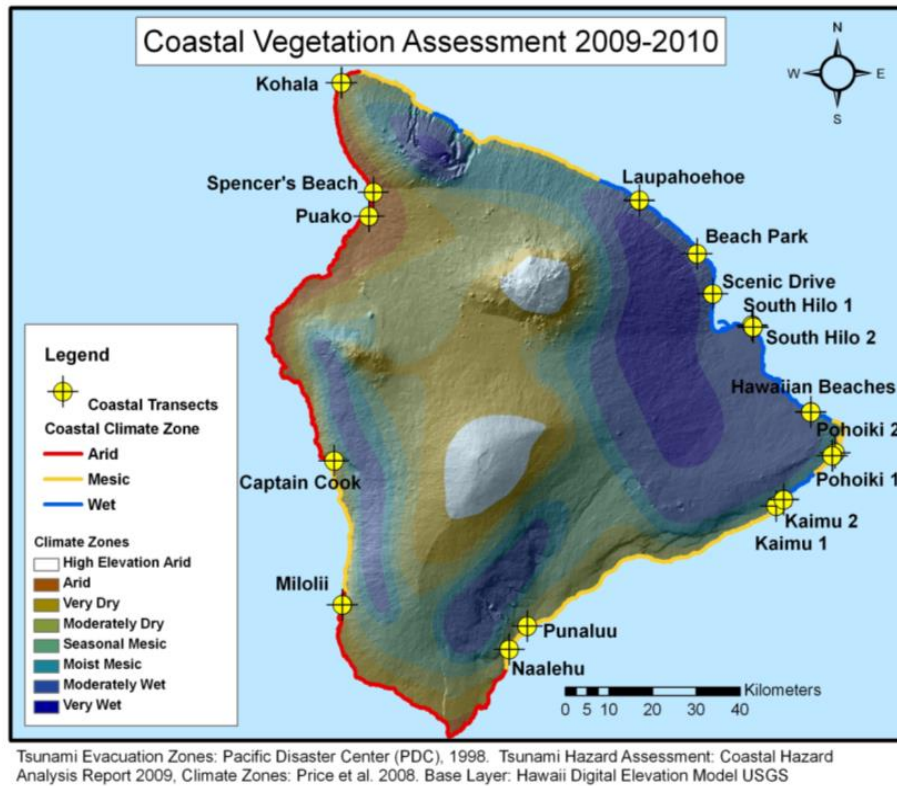 Coastal Vegetation Assessment 2009-2010
N
W E
S
Kohala
Spencer's Beach
Puako
Laupahoehoe
Beach Park
Scenic Drive
South Hilo 1
South Hilo 2
Hawaiian Beaches
Pohoiki 2
Pohoiki 1
Kaimu 2
Kaimu 1
Captain Cook
Milolii
Punaluu
Naalehu
Legend
Coastal Transects
Coastal Climate Zone
Arid
Mesic
Wet
Climate Zones
High Elevation Arid
Arid
Very Dry
Moderately Dry
Seasonal Mesic
Moist Mesic
Moderately Wet
Very Wet
Kilometers
0 5 10 20 30 40
Tsunami Evacuation Zones: Pacific Disaster Center (PDC), 1998. Tsunami Hazard Assessment: Coastal Hazard
Analysis Report 2009, Climate Zones: Price et al. 2008. Base Layer: Hawaii Digital Elevation Model USGS